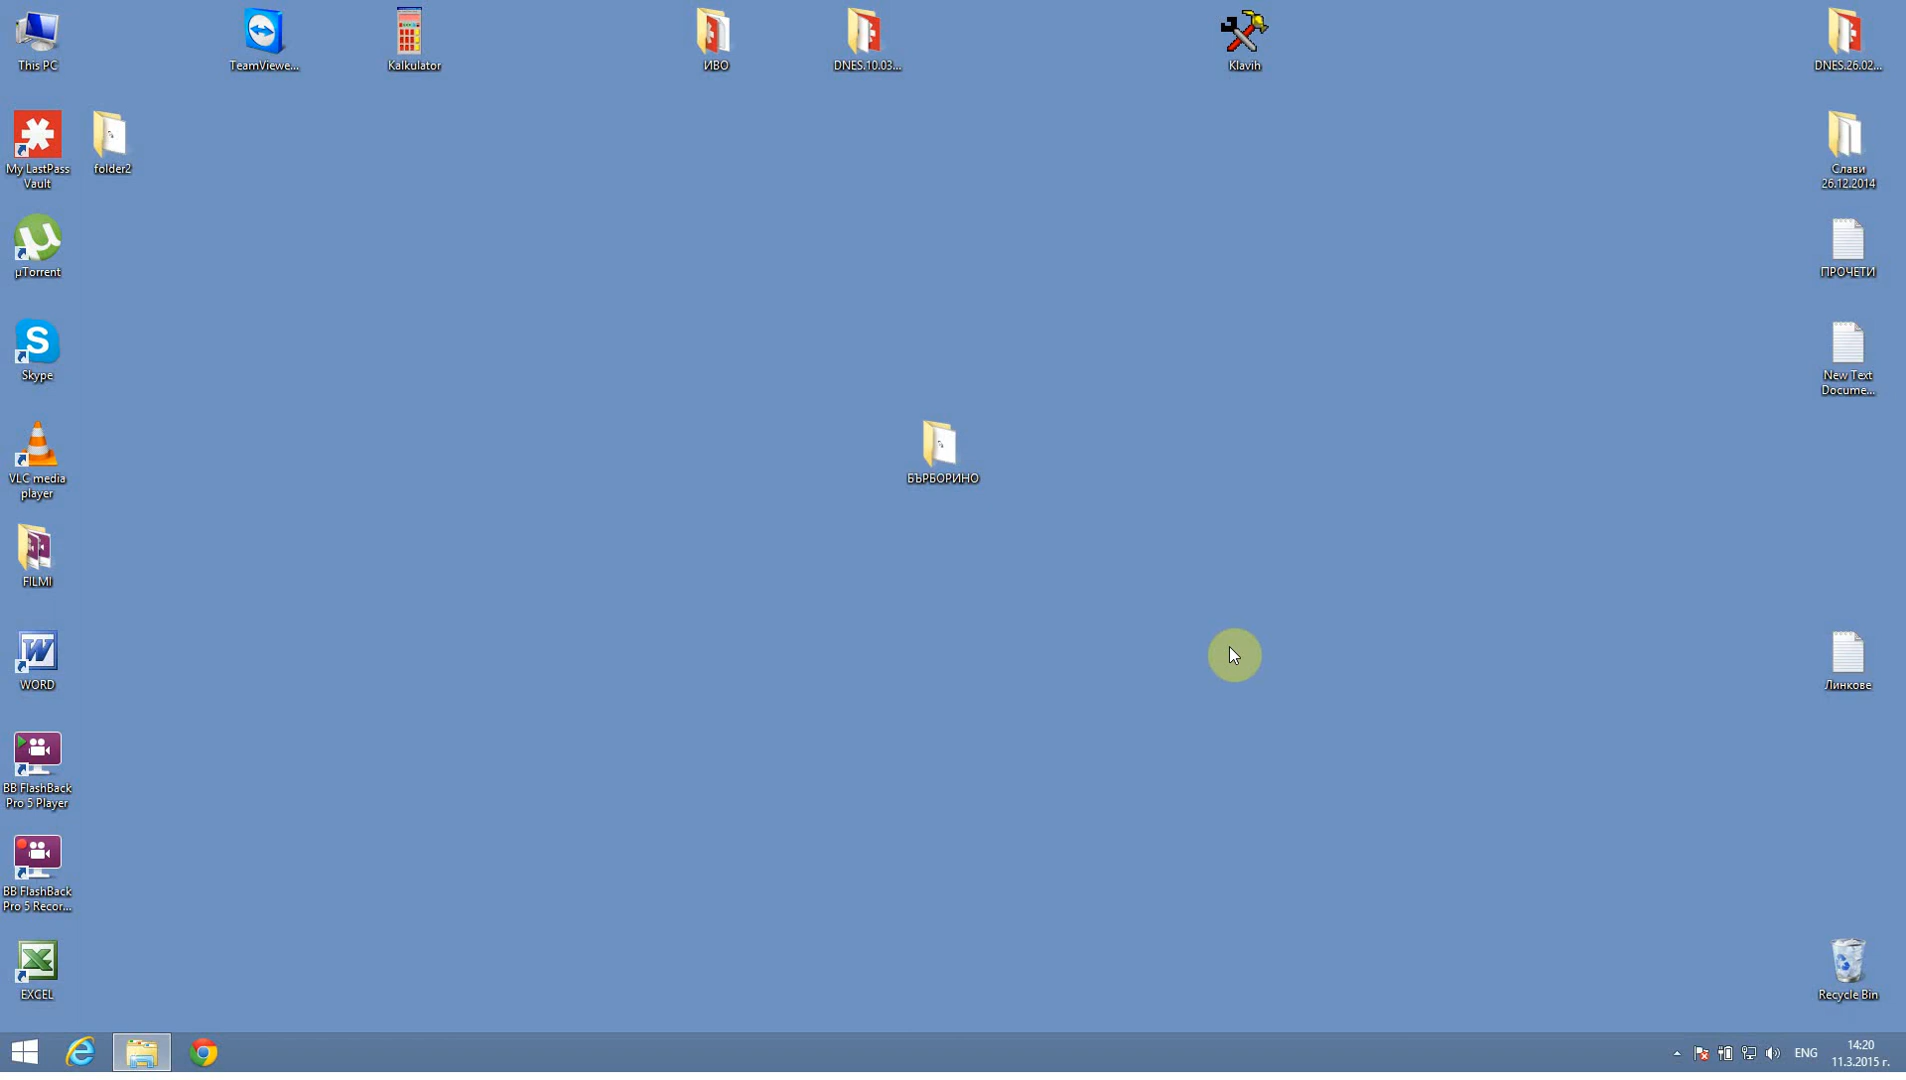 This PC
TeamViewe...
Kalkulator
ИВО
DNES.10.03...
Klavih
DNES.26.02...
My LastPass
Vault
folder2
Слави
26.12.2014
µTorrent
ПРОЧЕТИ
Skype
New Text
Docume...
VLC media
player
БЪРБОРИНО
FILMI
WORD
Линкове
BB FlashBack
Pro 5 Player
BB FlashBack
Pro 5 Recor...
EXCEL
Recycle Bin
ENG
14:20
11.3.2015 г.